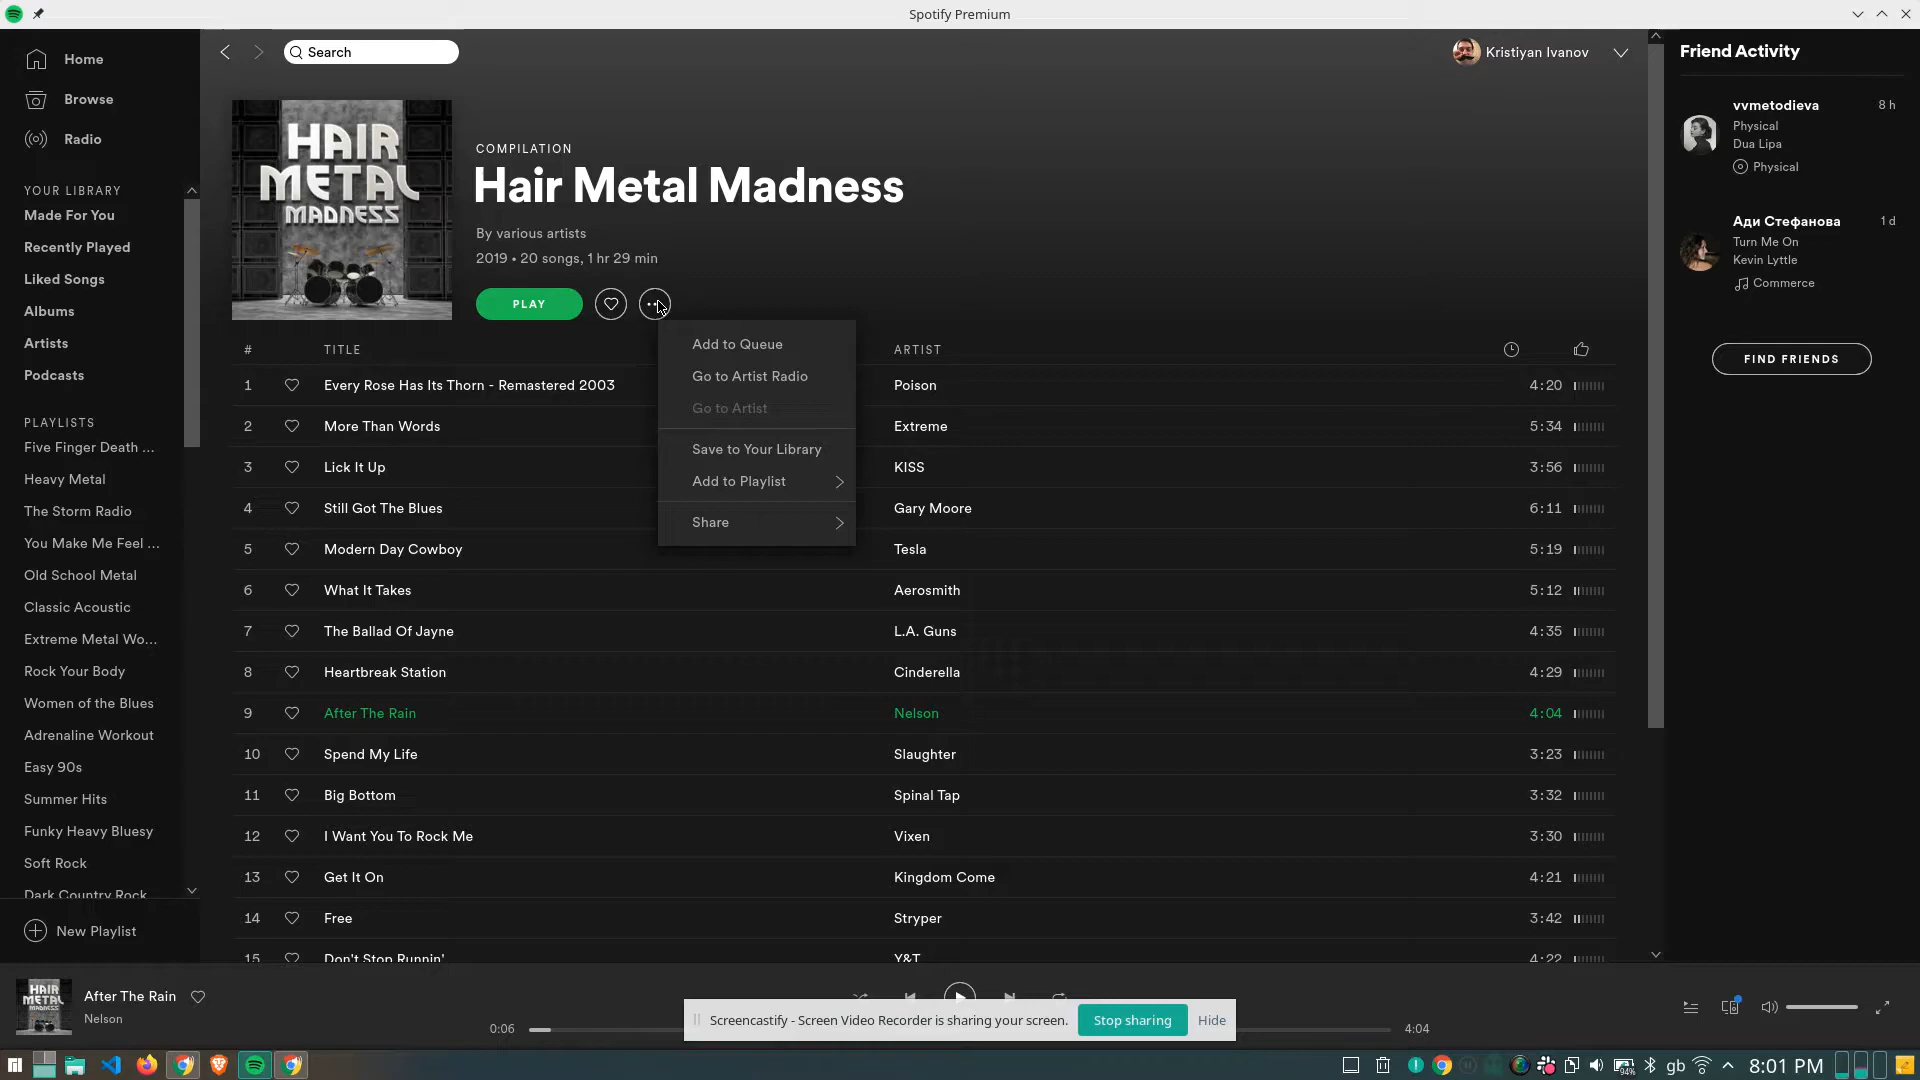 Spotify Premium
Home
Browse
Radio
YOUR LIBRARY
Made For You
Recently Played
Liked Songs
Albums
Artists
Podcasts
PLAYLISTS
Five Finger Death ...
Heavy Metal
The Storm Radio
You Make Me Feel ...
Old School Metal
Classic Acoustic
Extreme Metal Wo...
Rock Your Body
Women of the Blues
Adrenaline Workout
Easy 90s
Summer Hits
Funky Heavy Bluesy
Soft Rock
Dark Country Rock
New Playlist
Search
Kristiyan Ivanov
HAIR
METAL
MADNESS
COMPILATION
Hair Metal Madness
By various artists
2019 • 20 songs, 1 hr 29 min
PLAY
Add to Queue
Go to Artist Radio
Go to Artist
Save to Your Library
Add to Playlist
Share
# TITLE ARTIST
1 Every Rose Has Its Thorn - Remastered 2003 Poison 4:20
2 More Than Words Extreme 5:34
3 Lick It Up KISS 3:56
4 Still Got The Blues Gary Moore 6:11
5 Modern Day Cowboy Tesla 5:19
6 What It Takes Aerosmith 5:12
7 The Ballad Of Jayne L.A. Guns 4:35
8 Heartbreak Station Cinderella 4:29
9 After The Rain Nelson 4:04
10 Spend My Life Slaughter 3:23
11 Big Bottom Spinal Tap 3:32
12 I Want You To Rock Me Vixen 3:30
13 Get It On Kingdom Come 4:21
14 Free Stryper 3:42
15 Don't Stop Runnin' Y&T 4:22
Friend Activity
vvmetodieva 8 h
Physical
Dua Lipa
Physical
Ади Стефанова 1 d
Turn Me On
Kevin Lyttle
Commerce
FIND FRIENDS
HAIR
METAL
MADNESS
After The Rain
Nelson
0:06
4:04
Screencastify - Screen Video Recorder is sharing your screen.
Stop sharing
Hide
94%
gb
8:01 PM